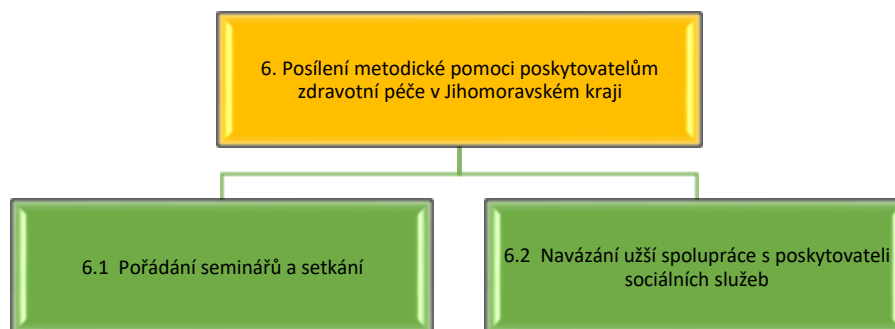 6. Posílení metodické pomoci poskytovatelům
zdravotní péče v Jihomoravském kraji
6.1 Pořádání seminářů a setkání
6.2 Navázání užší spolupráce s poskytovateli
sociálních služeb